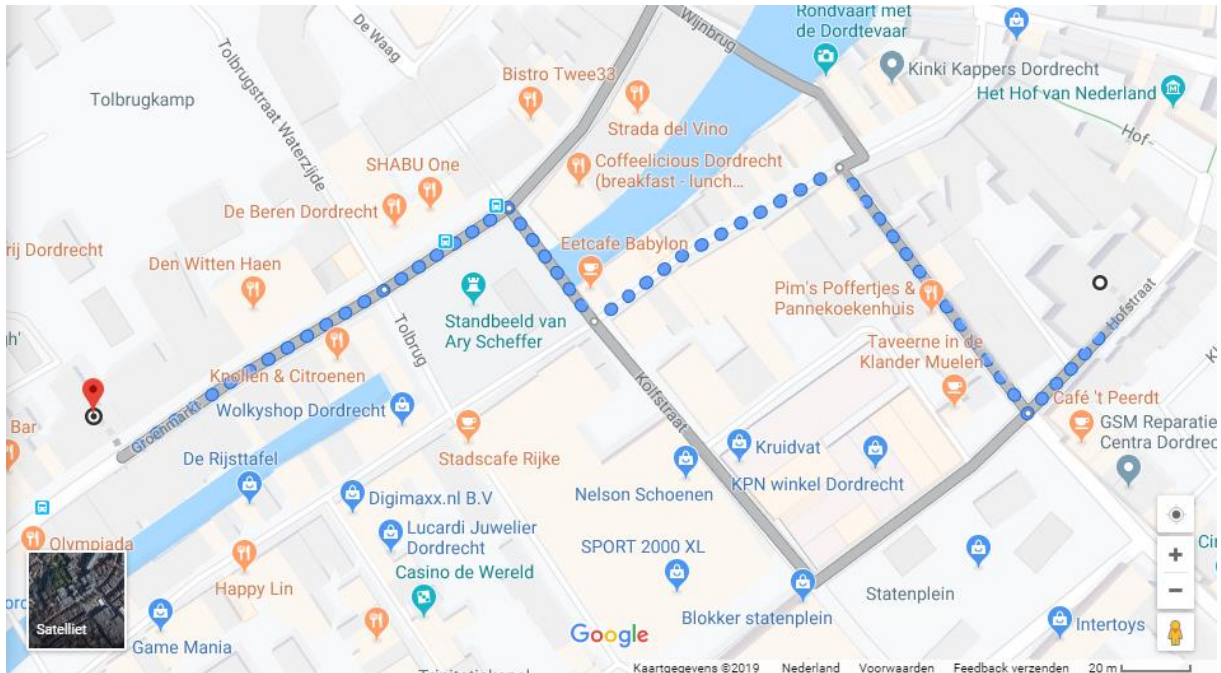 Rondvaart met
de Dordtevaar
Wijnbrug
De Waag
Tolbrugstraat Waterzijde
Bistro Twee33
Kinki Kappers Dordrecht
Het Hof van Nederland
Tolbrugkamp
Strada del Vino
Hof-
SHABU One
Coffeelicious Dordrecht
(breakfast - lunch...
De Beren Dordrecht
rij Dordrecht
Den Witten Haen
Eetcafe Babylon
Pim's Poffertjes &
Pannekoekenhuis
Hofstraat
Standbeeld van
Ary Scheffer
Tolbrug
Taveerne in de
Klander Muelen
Knollen & Citroenen
Kolfstraat
Café 't Peerdt
Groenmarkt
Wolkyshop Dordrecht
Bar
GSM Reparatie
Centra Dordrec
De Rijsttafel
Stadscafe Rijke
Kruidvat
Nelson Schoenen
KPN winkel Dordrecht
Digimaxx.nl B.V
Lucardi Juwelier
Dordrecht
Olympiada
SPORT 2000 XL
Casino de Wereld
Happy Lin
Statenplein
Blokker statenplein
Satelliet
Game Mania
Google
Intertoys
Kaartgegevens ©2019 Nederland Voorwaarden Feedback verzenden 20 m